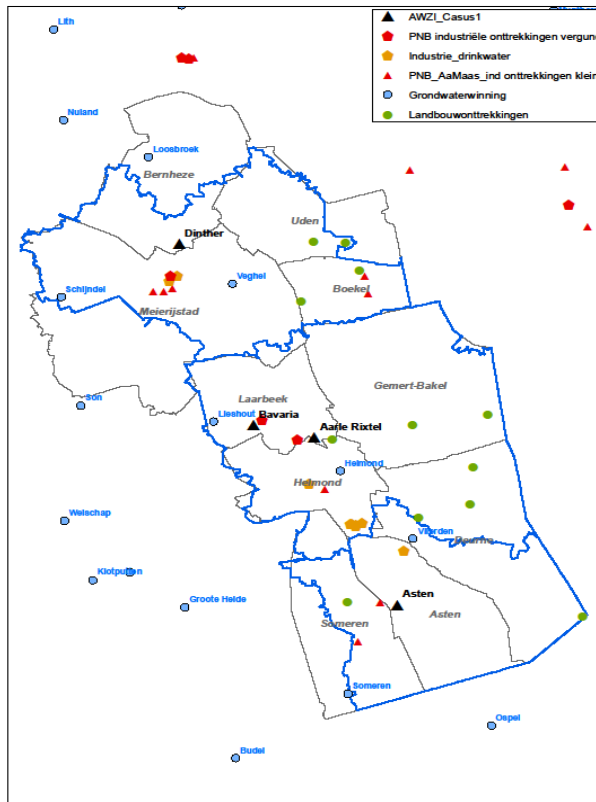 AWZI_Casus1
PNB industriële onttrekkingen vergund
Industrie_drinkwater
PNB_AaMaas_ind onttrekkingen klein
Grondwaterwinning
Landbouwonttrekkingen
Lith
Nuland
Loosbroek
Bernheze
Uden
Dinther
Veghel
Boekel
Schijndel
Meierijstad
Gemert-Bakel
Laarbeek
Son
Lieshout
Bavaria
Aarle Rixtel
Helmond
Helmond
Welschap
Vlierden
Deurne
Klotputten
Groote Heide
Asten
Asten
Someren
Someren
Ospel
Budel